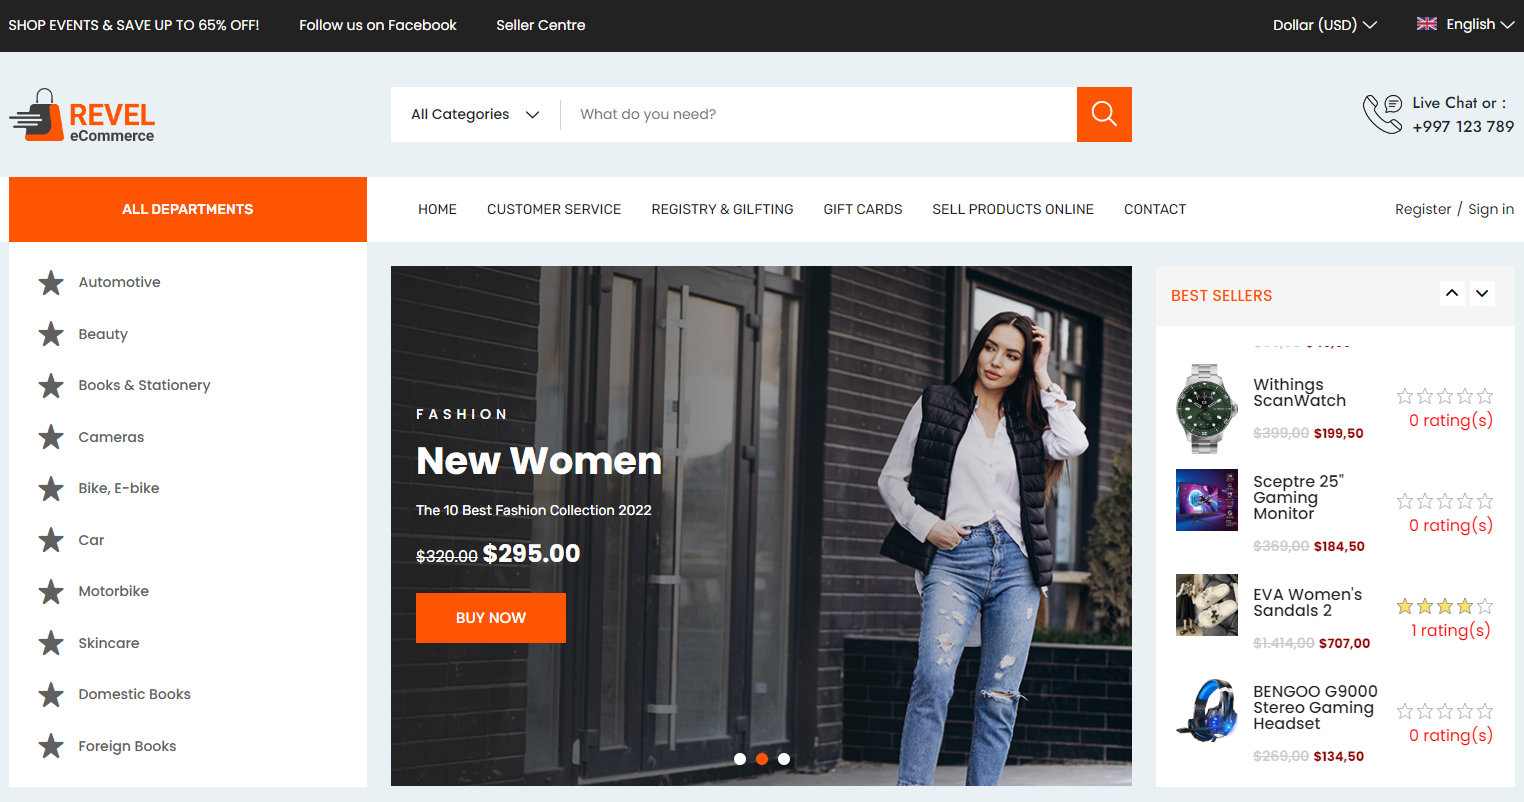 SHOP EVENTS & SAVE UP TO 65% OFF!
Follow us on Facebook
Seller Centre
Dollar (USD)
English
REVEL
eCommerce
All Categories
What do you need?
Live Chat or :
+997 123 789
ALL DEPARTMENTS
HOME
CUSTOMER SERVICE
REGISTRY & GILFTING
GIFT CARDS
SELL PRODUCTS ONLINE
CONTACT
Register / Sign in
Automotive
Beauty
Books & Stationery
Cameras
Bike, E-bike
Car
Motorbike
Skincare
Domestic Books
Foreign Books
FASHION
New Women
The 10 Best Fashion Collection 2022
$320.00 $295.00
BUY NOW
BEST SELLERS
Withings
ScanWatch
$399,00 $199,50
0 rating(s)
Sceptre 25"
Gaming
Monitor
$369,00 $184,50
0 rating(s)
EVA Women's
Sandals 2
$1.414,00 $707,00
1 rating(s)
BENGOO G9000
Stereo Gaming
Headset
$269,00 $134,50
0 rating(s)